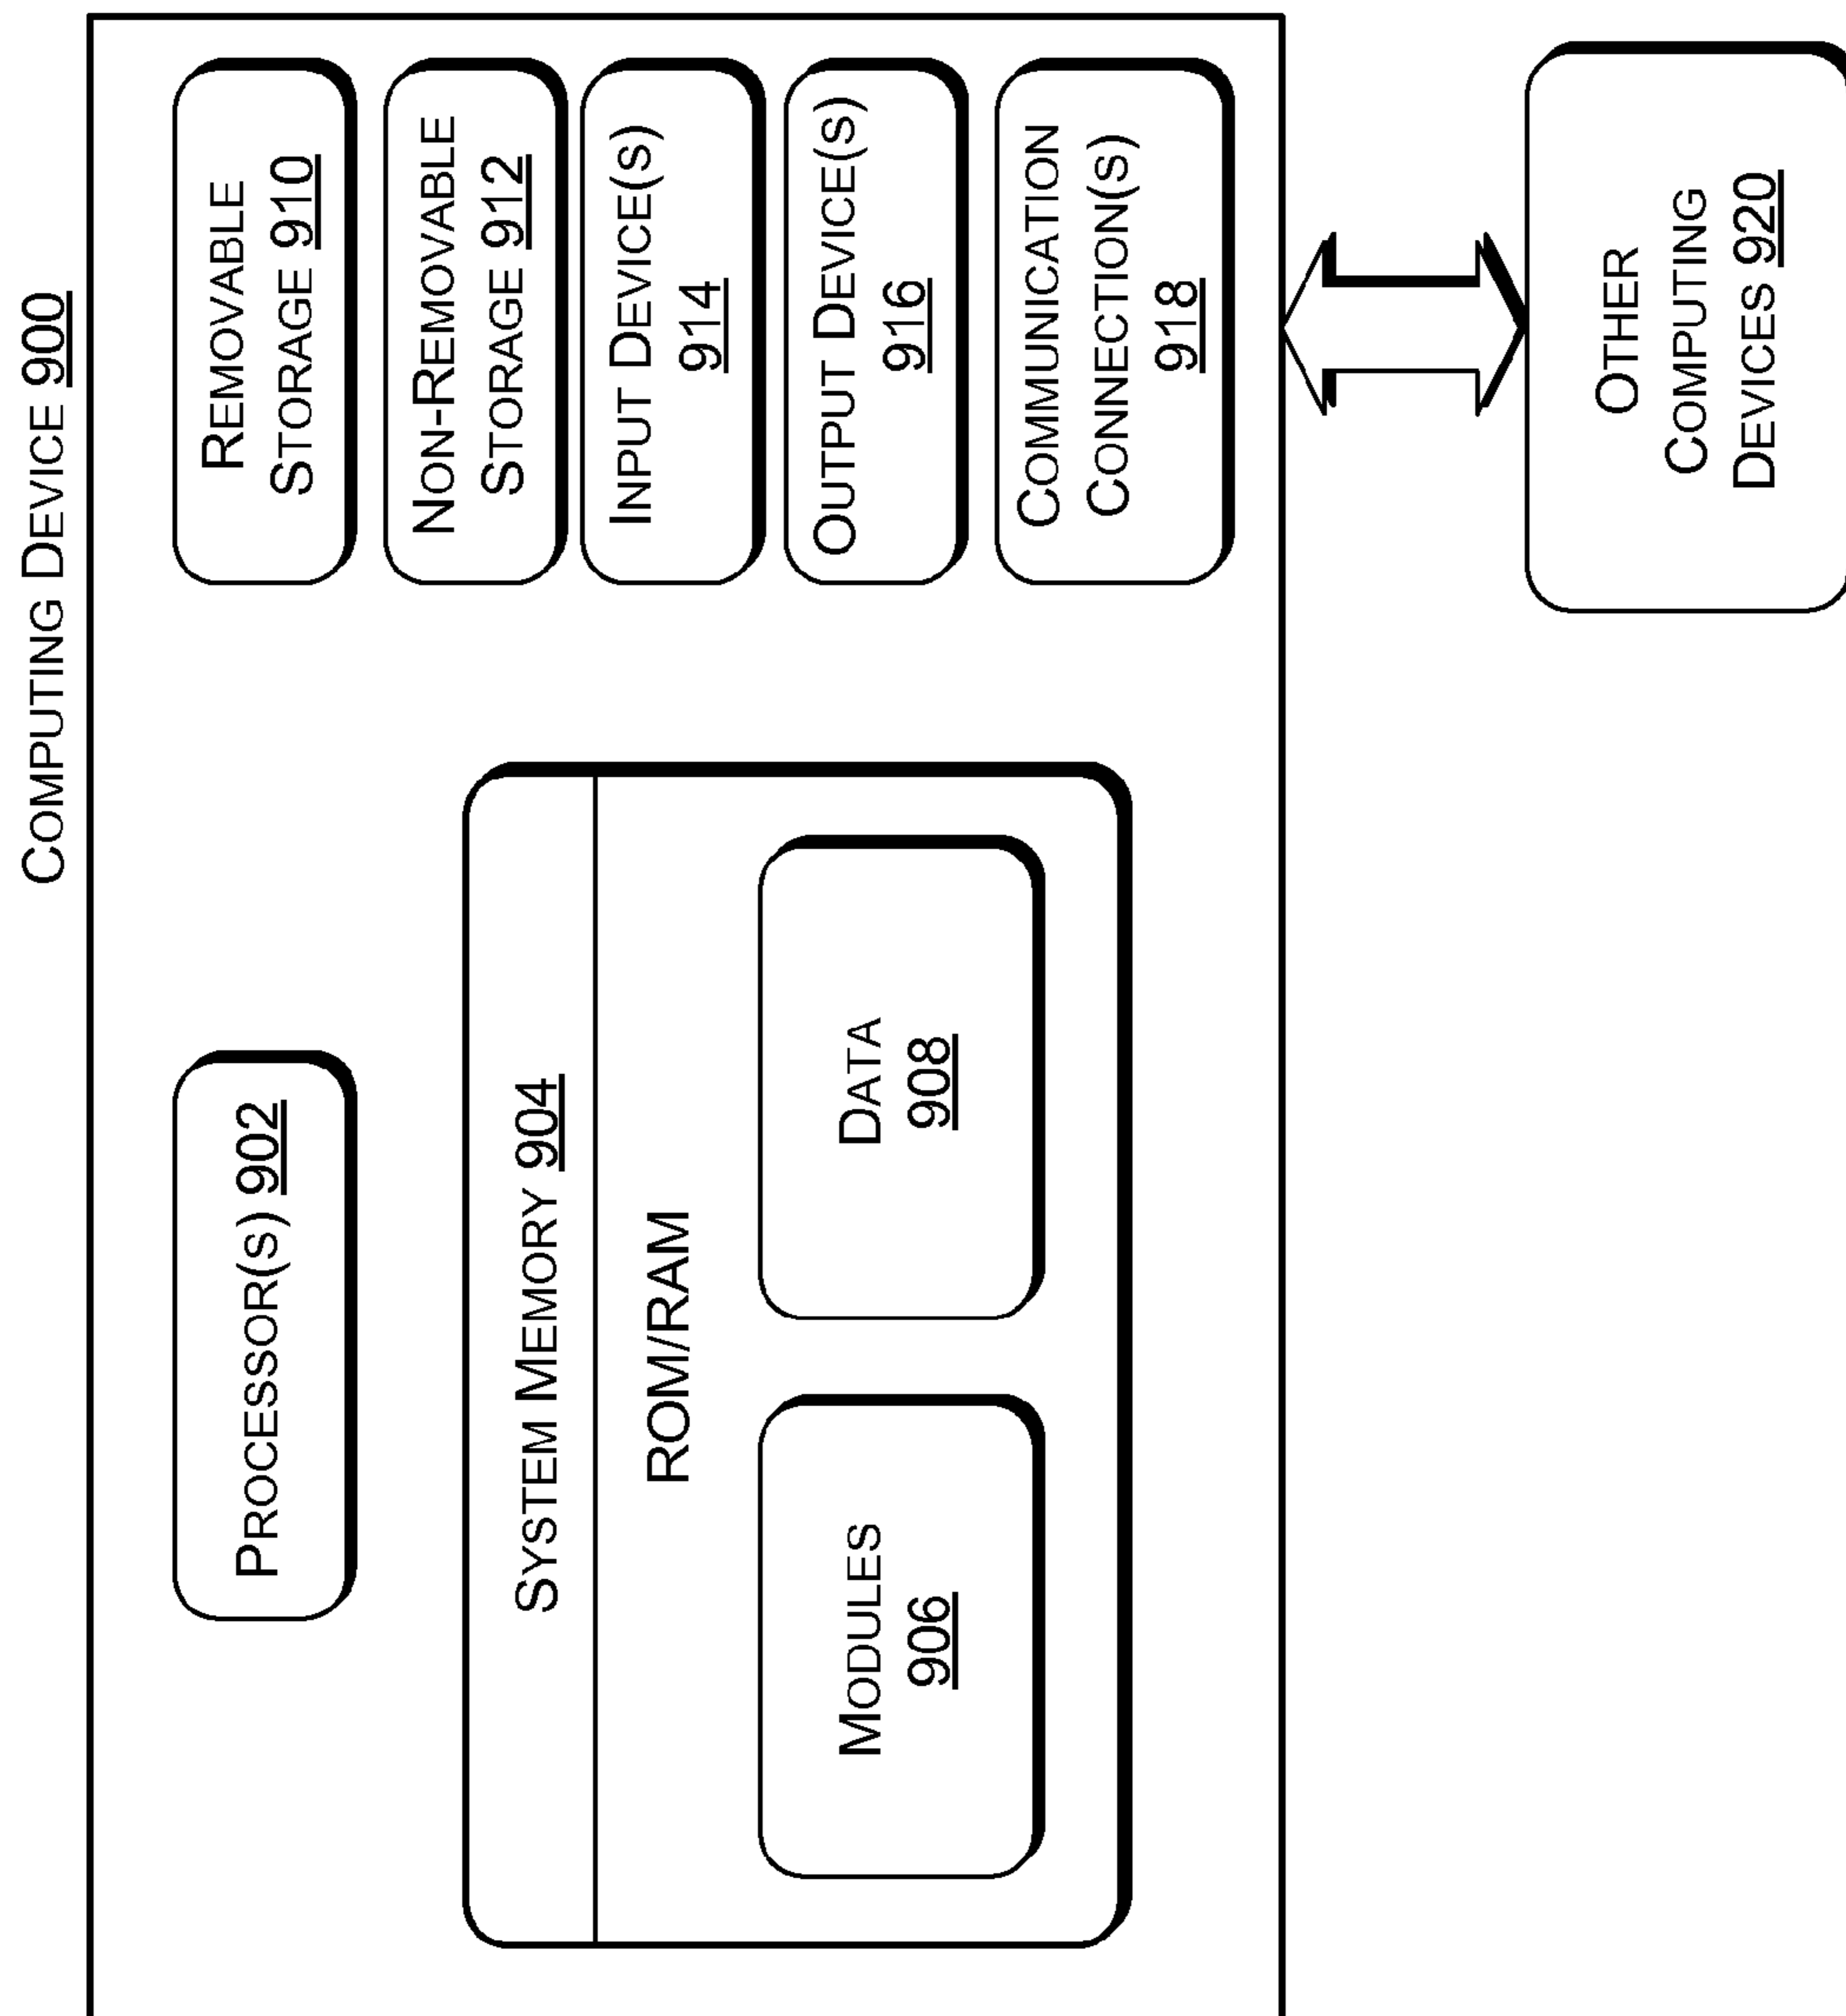 COMPUTING DEVICE 900
PROCESSOR(S) 902
SYSTEM MEMORY 904
ROM/RAM
MODULES
906
DATA
908
REMOVABLE
STORAGE 910
NON-REMOVABLE
STORAGE 912
INPUT DEVICE(S)
914
OUTPUT DEVICE(S)
916
COMMUNICATION
CONNECTION(S)
918
OTHER
COMPUTING
DEVICES 920